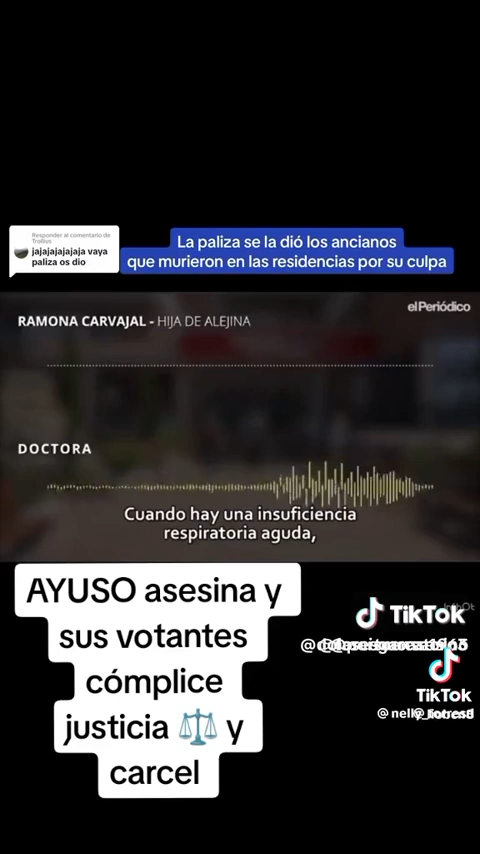 Responder al comentario de
Trollius
jajajajajajaja vaya
paliza os dio
La paliza se la dió los ancianos
que murieron en las residencias por su culpa
elPeriódico
RAMONA CARVAJAL - HIJA DE ALEJINA
DOCTORA
Cuando hay una insuficiencia
respiratoria aguda,
AYUSO asesina y
sus votantes
cómplice
justicia ⚖️ y
carcel
TikTok
TikTok